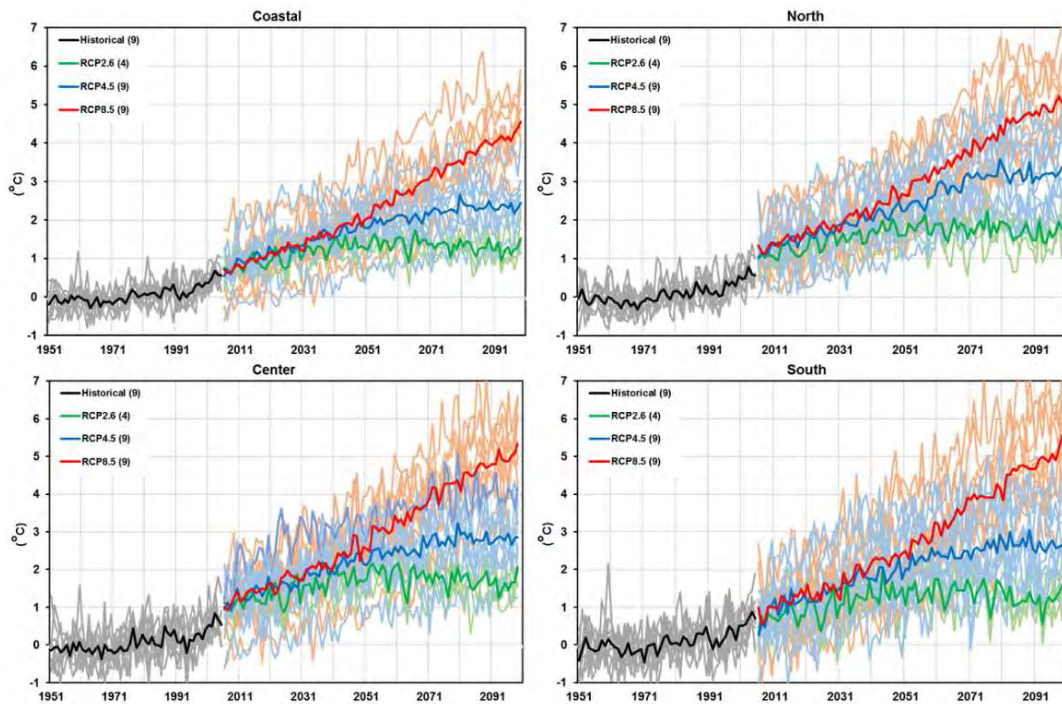 Coastal
7
6
5
4
3
2
1
0
-1
(°C)
Historical (9)
RCP2.6 (4)
RCP4.5 (9)
RCP8.5 (9)
1951 1971 1991 2011 2031 2051 2071 2091
North
7
6
5
4
3
2
1
0
-1
(°C)
Historical (9)
RCP2.6 (4)
RCP4.5 (9)
RCP8.5 (9)
1951 1971 1991 2011 2031 2051 2071 2091
Center
7
6
5
4
3
2
1
0
-1
(°C)
Historical (9)
RCP2.6 (4)
RCP4.5 (9)
RCP8.5 (9)
1951 1971 1991 2011 2031 2051 2071 2091
South
7
6
5
4
3
2
1
0
-1
(°C)
Historical (9)
RCP2.6 (4)
RCP4.5 (9)
RCP8.5 (9)
1951 1971 1991 2011 2031 2051 2071 2091